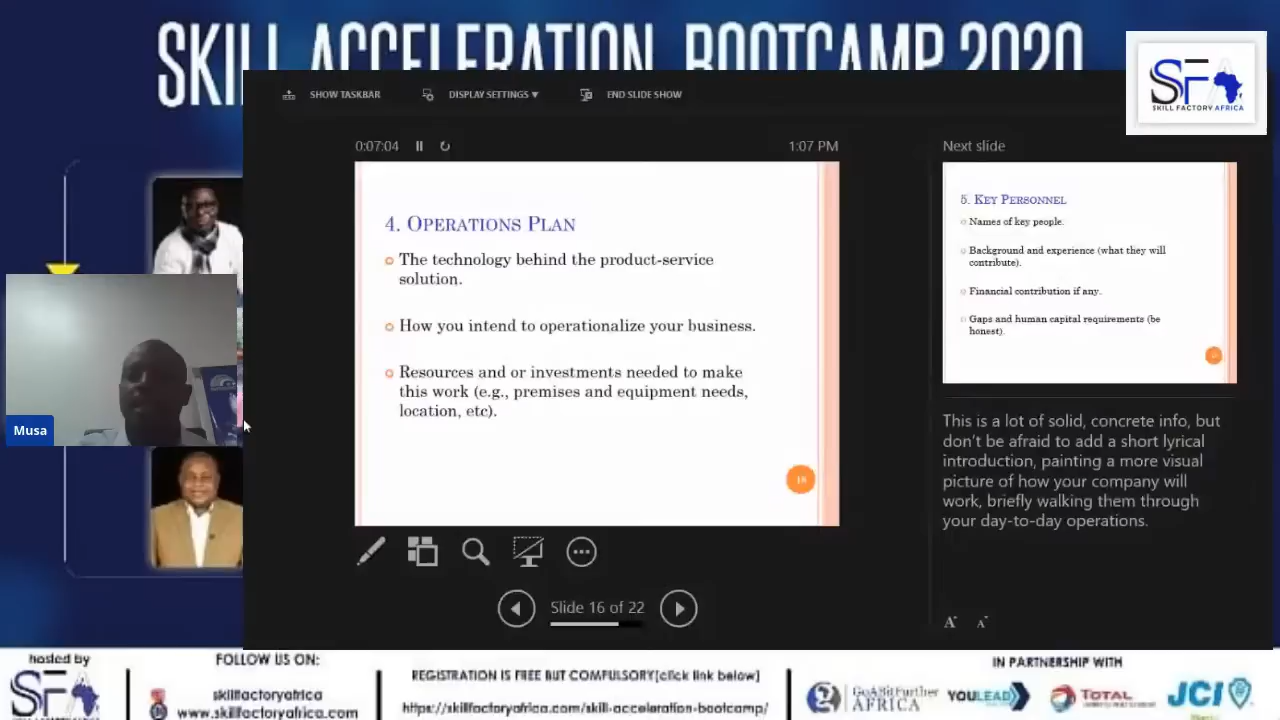 SKILL ACCELERATION BOOTCAMP 2020
SF
SKILL FACTORY AFRICA
SHOW TASKBAR
DISPLAY SETTINGS ▼
END SLIDE SHOW
0:07:04
1:07 PM
4. OPERATIONS PLAN
The technology behind the product-service
solution.
How you intend to operationalize your business.
Resources and or investments needed to make
this work (e.g., premises and equipment needs,
location, etc).
Next slide
5. KEY PERSONNEL
Names of key people.
Background and experience (what they will
contribute).
Financial contribution if any.
Gaps and human capital requirements (be
honest).
This is a lot of solid, concrete info, but
don't be afraid to add a short lyrical
introduction, painting a more visual
picture of how your company will
work, briefly walking them through
your day-to-day operations.
Musa
Slide 16 of 22
A A
hosted by
SF
FOLLOW US ON:
skillfactoryafrica
www.skillfactoryafrica.com
REGISTRATION IS FREE BUT COMPULSORY[click link below]
https://skillfactoryafrica.com/skill-acceleration-bootcamp/
IN PARTNERSHIP WITH
GoABitFurther
AFRICA
YOULEAD
TOTAL
JCI